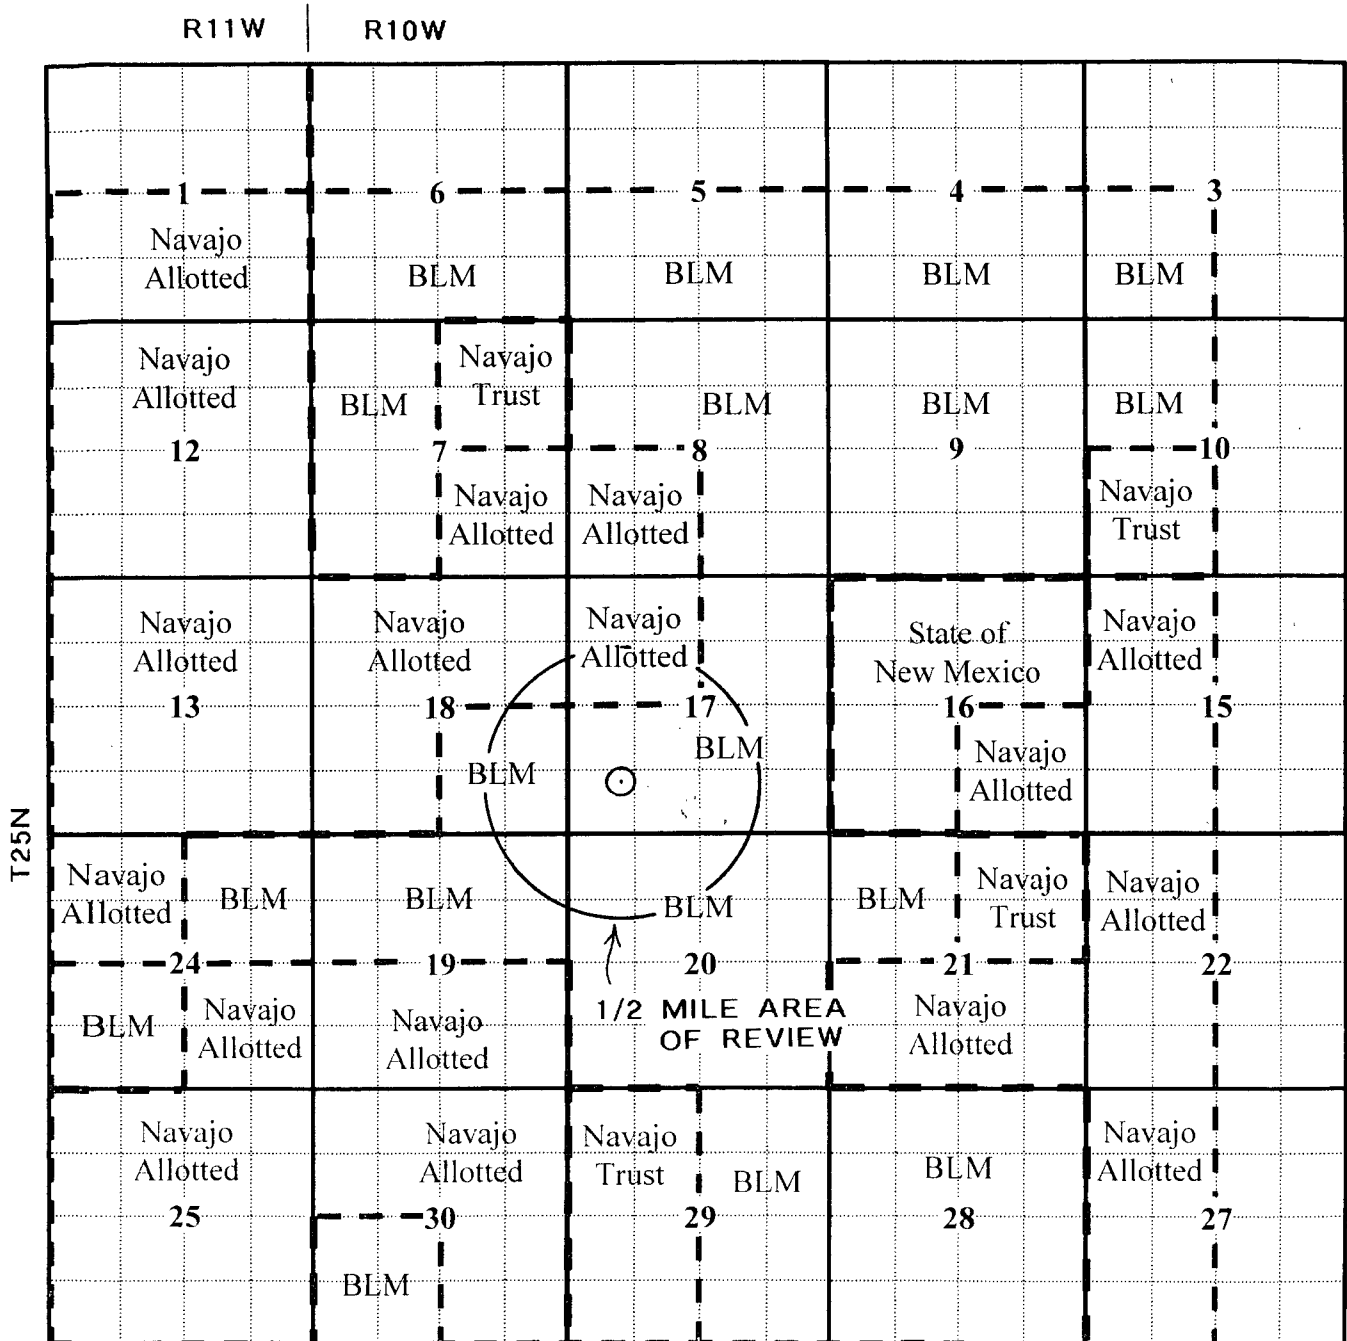 R11W R10W
1 6 5 4 3
Navajo
Allotted BLM BLM BLM BLM
Navajo
Allotted
BLM
Navajo
Trust
BLM BLM BLM
12 7 8 9 10
Navajo
Allotted
Navajo
Allotted
Navajo
Trust
Navajo
Allotted
Navajo
Allotted
Navajo
Allotted
State of
New Mexico
Navajo
Allotted
13 18 17 16 15
BLM
BLM
Navajo
Allotted
T25N
Navajo
Allotted
BLM BLM BLM BLM
Navajo
Trust
Navajo
Allotted
24 19 20 21 22
BLM
Navajo
Allotted
Navajo
Allotted
1/2 MILE AREA
OF REVIEW
Navajo
Allotted
Navajo
Allotted
Navajo
Allotted
Navajo
Trust
BLM
BLM
Navajo
Allotted
25 30 29 28 27
BLM